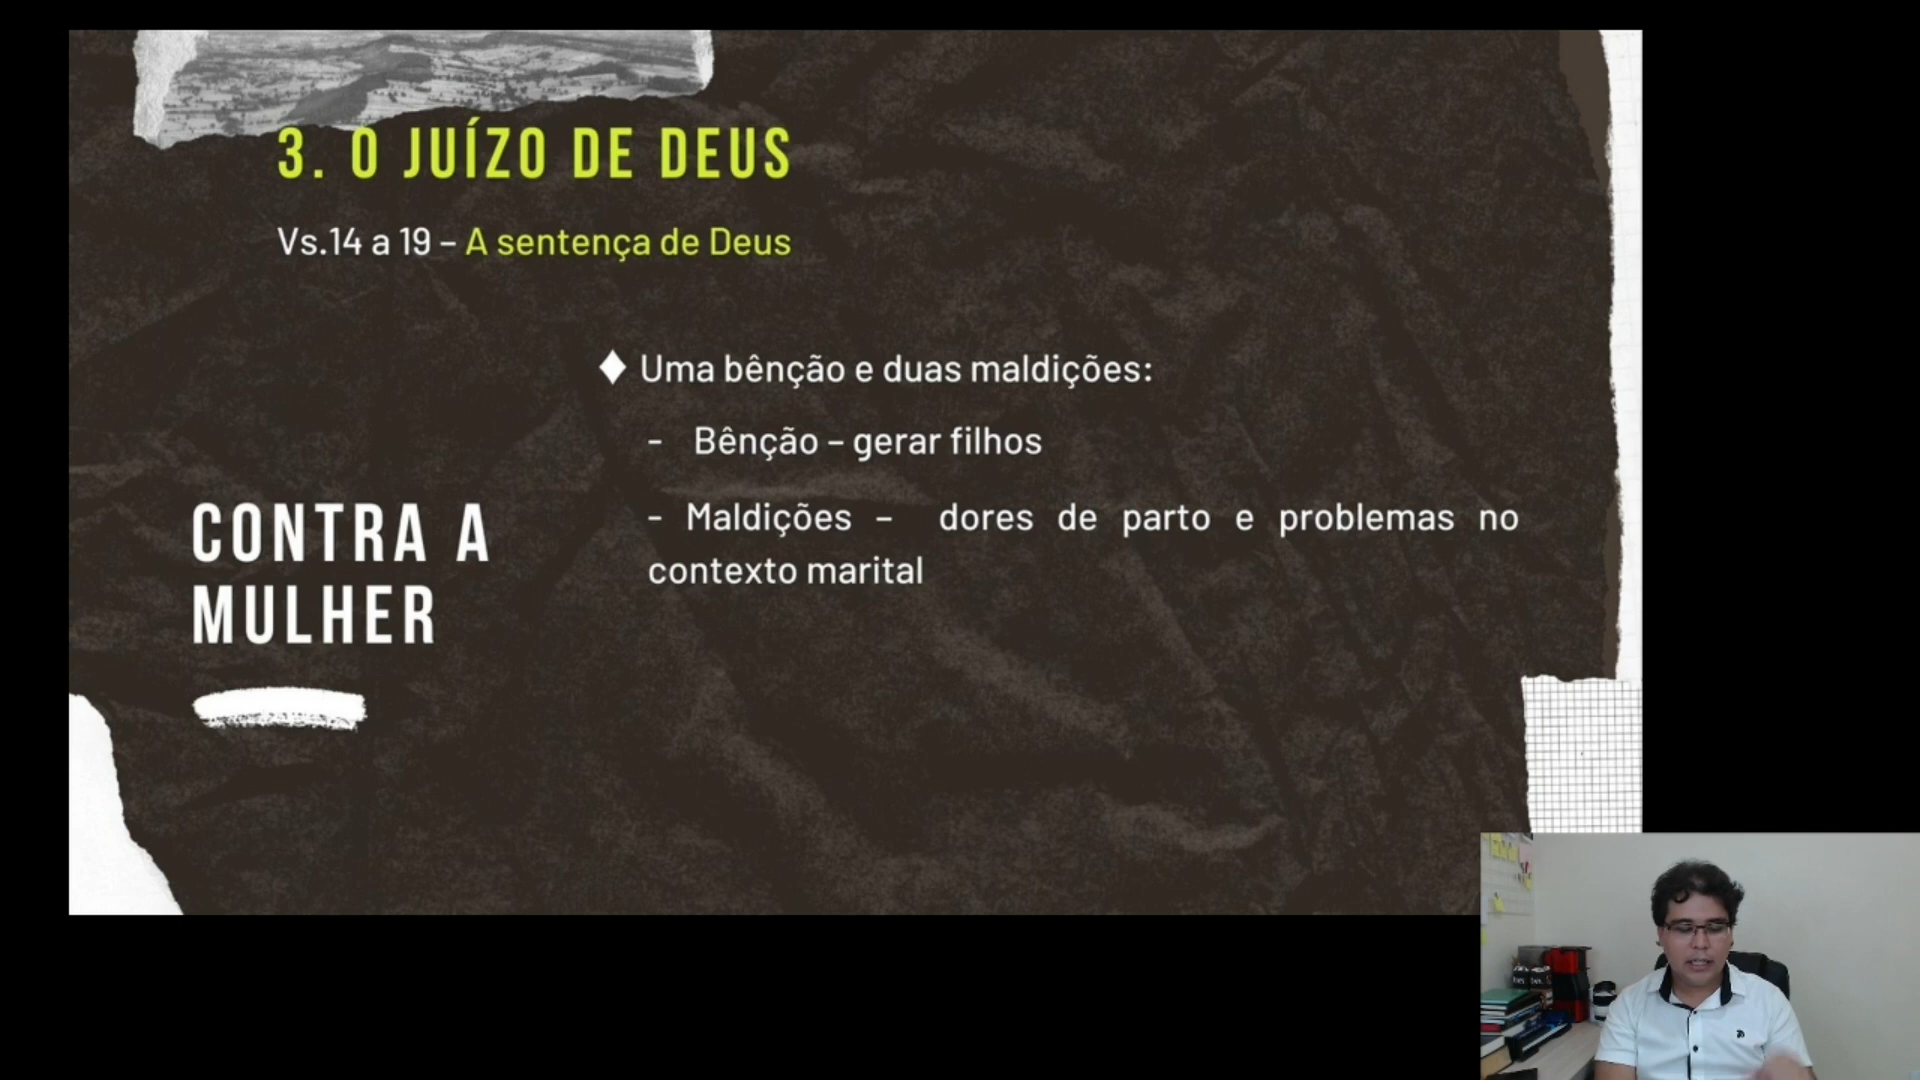 3. O JUÍZO DE DEUS
Vs.14 a 19 – A sentença de Deus
♦ Uma bênção e duas maldições:
- Bênção – gerar filhos
- Maldições – dores de parto e problemas no
contexto marital
CONTRA A
MULHER